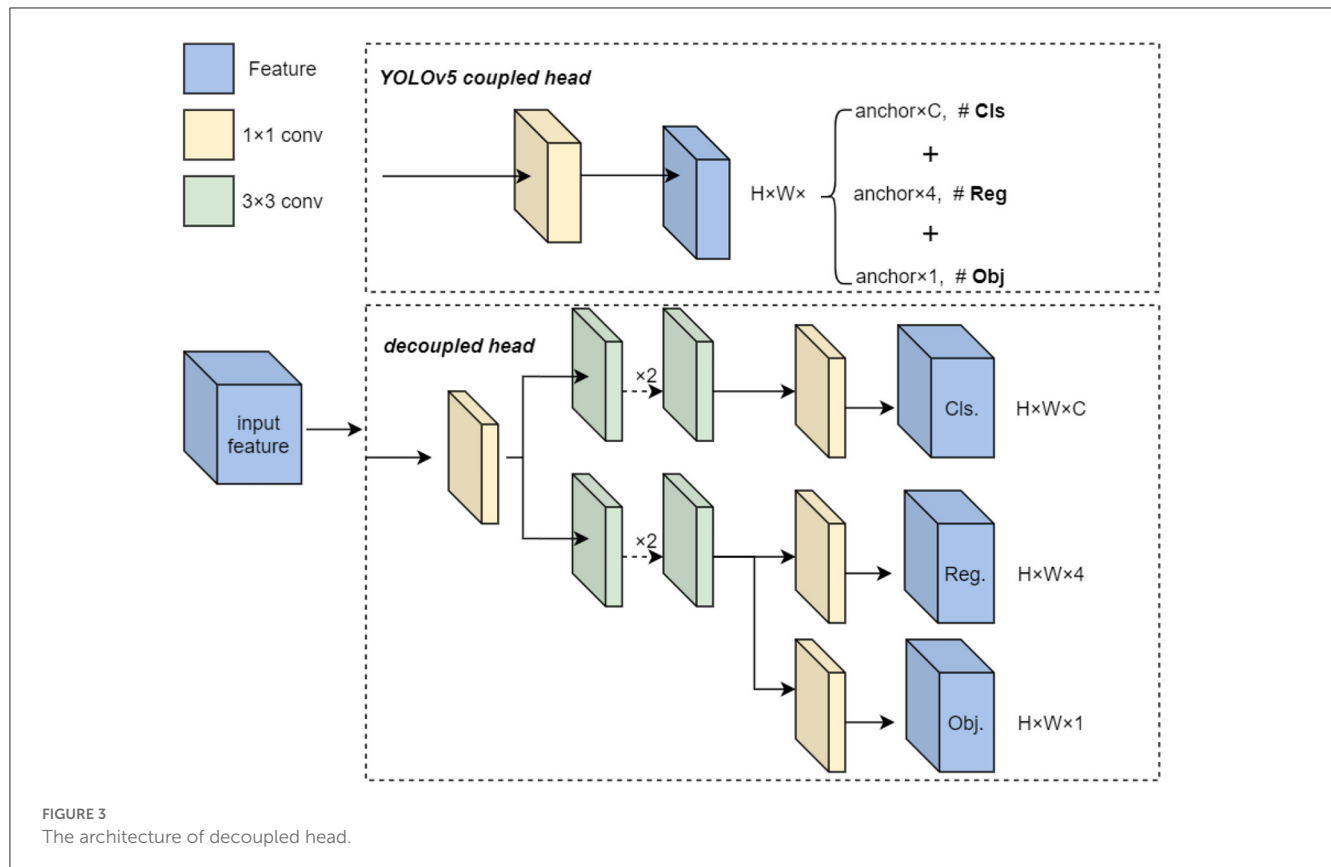 Feature
1×1 conv
3×3 conv
YOLOv5 coupled head
H×W×
anchor×C, # Cls
+
anchor×4, # Reg
+
anchor×1, # Obj
input
feature
decoupled head
×2
Cls.
H×W×C
×2
Reg.
H×W×4
Obj.
H×W×1
FIGURE 3
The architecture of decoupled head.